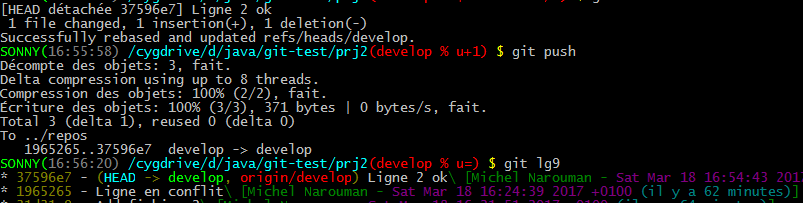 [HEAD détachée 37596e7] Ligne 2 ok
1 file changed, 1 insertion(+), 1 deletion(-)
Successfully rebased and updated refs/heads/develop.
SONNY(16:55:58) /cygdrive/d/java/git-test/prj2(develop % u+1) $ git push
Décompte des objets: 3, fait.
Delta compression using up to 8 threads.
Compression des objets: 100% (2/2), fait.
Écriture des objets: 100% (3/3), 371 bytes | 0 bytes/s, fait.
Total 3 (delta 1), reused 0 (delta 0)
To ../repos
1965265..37596e7 develop -> develop
SONNY(16:56:20) /cygdrive/d/java/git-test/prj2(develop % u=) $ git lg9
* 37596e7 - (HEAD -> develop, origin/develop) Ligne 2 ok\ [Michel Narouman - Sat Mar 18 16:54:43 2017
* 1965265 - Ligne en conflit\ [Michel Narouman - Sat Mar 18 16:24:39 2017 +0100 (il y a 62 minutes)]